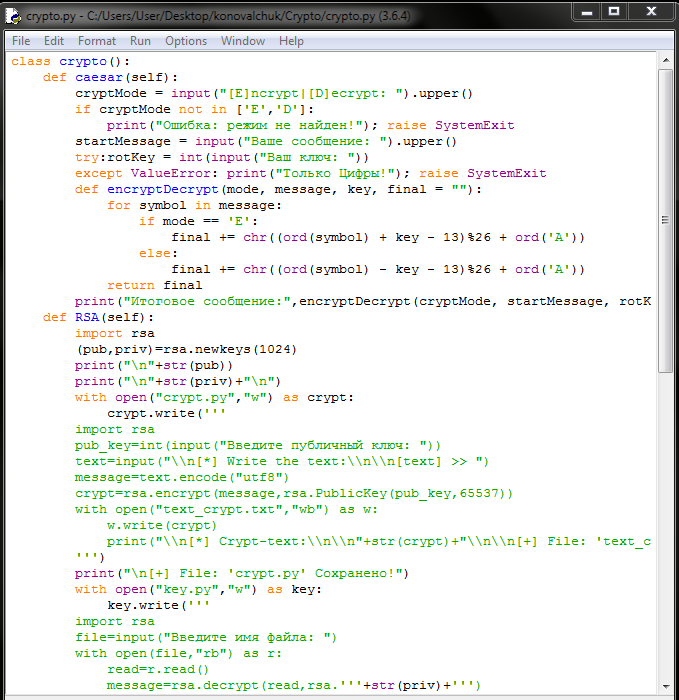 crypto.py - C:/Users/User/Desktop/konovalchuk/Crypto/crypto.py (3.6.4)
File Edit Format Run Options Window Help
class crypto():
    def caesar(self):
        cryptMode = input("[E]ncrypt|[D]ecrypt: ").upper()
        if cryptMode not in ['E','D']:
            print("Ошибка: режим не найден!"); raise SystemExit
        startMessage = input("Ваше сообщение: ").upper()
        try:rotKey = int(input("Ваш ключ: "))
        except ValueError: print("Только Цифры!"); raise SystemExit
        def encryptDecrypt(mode, message, key, final = ""):
            for symbol in message:
                if mode == 'E':
                    final += chr((ord(symbol) + key - 13)%26 + ord('A'))
                else:
                    final += chr((ord(symbol) - key - 13)%26 + ord('A'))
            return final
        print("Итоговое сообщение:",encryptDecrypt(cryptMode, startMessage, rotK
    def RSA(self):
        import rsa
        (pub,priv)=rsa.newkeys(1024)
        print("\n"+str(pub))
        print("\n"+str(priv)+"\n")
        with open("crypt.py","w") as crypt:
            crypt.write('''
        import rsa
        pub_key=int(input("Введите публичный ключ: "))
        text=input("\\n[*] Write the text:\\n\\n[text] >> ")
        message=text.encode("utf8")
        crypt=rsa.encrypt(message,rsa.PublicKey(pub_key,65537))
        with open("text_crypt.txt","wb") as w:
            w.write(crypt)
            print("\\n[*] Crypt-text:\\n\\n"+str(crypt)+"\\n\\n[+] File: 'text_c
        ''')
        print("\n[+] File: 'crypt.py' Сохранено!")
        with open("key.py","w") as key:
            key.write('''
        import rsa
        file=input("Введите имя файла: ")
        with open(file,"rb") as r:
            read=r.read()
            message=rsa.decrypt(read,rsa.'''+str(priv)+''')